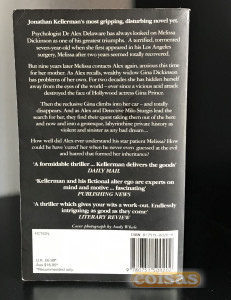 Jonathan Kellerman's most gripping, disturbing novel yet.
Psychologist Dr Alex Delaware has always looked on Melissa
Dickinson as one of his greatest triumphs. A terrified, tormented
seven-year-old when she first appeared in his Los Angeles
surgery, Melissa after two years seemed totally recovered.
But nine years later Melissa contacts Alex again, anxious this time
for her mother. As Alex recalls, wealthy widow Gina Dickinson
has problems of her own. For two decades she has hidden herself
away from the eyes of the world – ever since a vicious acid attack
destroyed the face of Hollywood actress Gina Prince.
Then the recluse Gina climbs into her car – and totally
disappears. And as Alex and Detective Milo Sturgis lead the
search for her, they find their quest taking them out of the here
and now and into a grotesque, labyrinthine private history as
violent and sinister as any bad dream...
How well did Alex ever understand his star patient Melissa? How
could he have 'cured' her when he never even guessed at the evil
and hatred that formed her inheritance?
'A formidable thriller ... Kellerman delivers the goods'
DAILY MAIL
'Kellerman and his fictional alter ego are experts on
mind and motive ... fascinating'
PUBLISHING NEWS
'A thriller which gives your wits a work-out. Endlessly
intriguing, as good as they come'
LITERARY REVIEW
Cover photograph by
FICTION
ISBN
U.K.
*Recommended
coisas